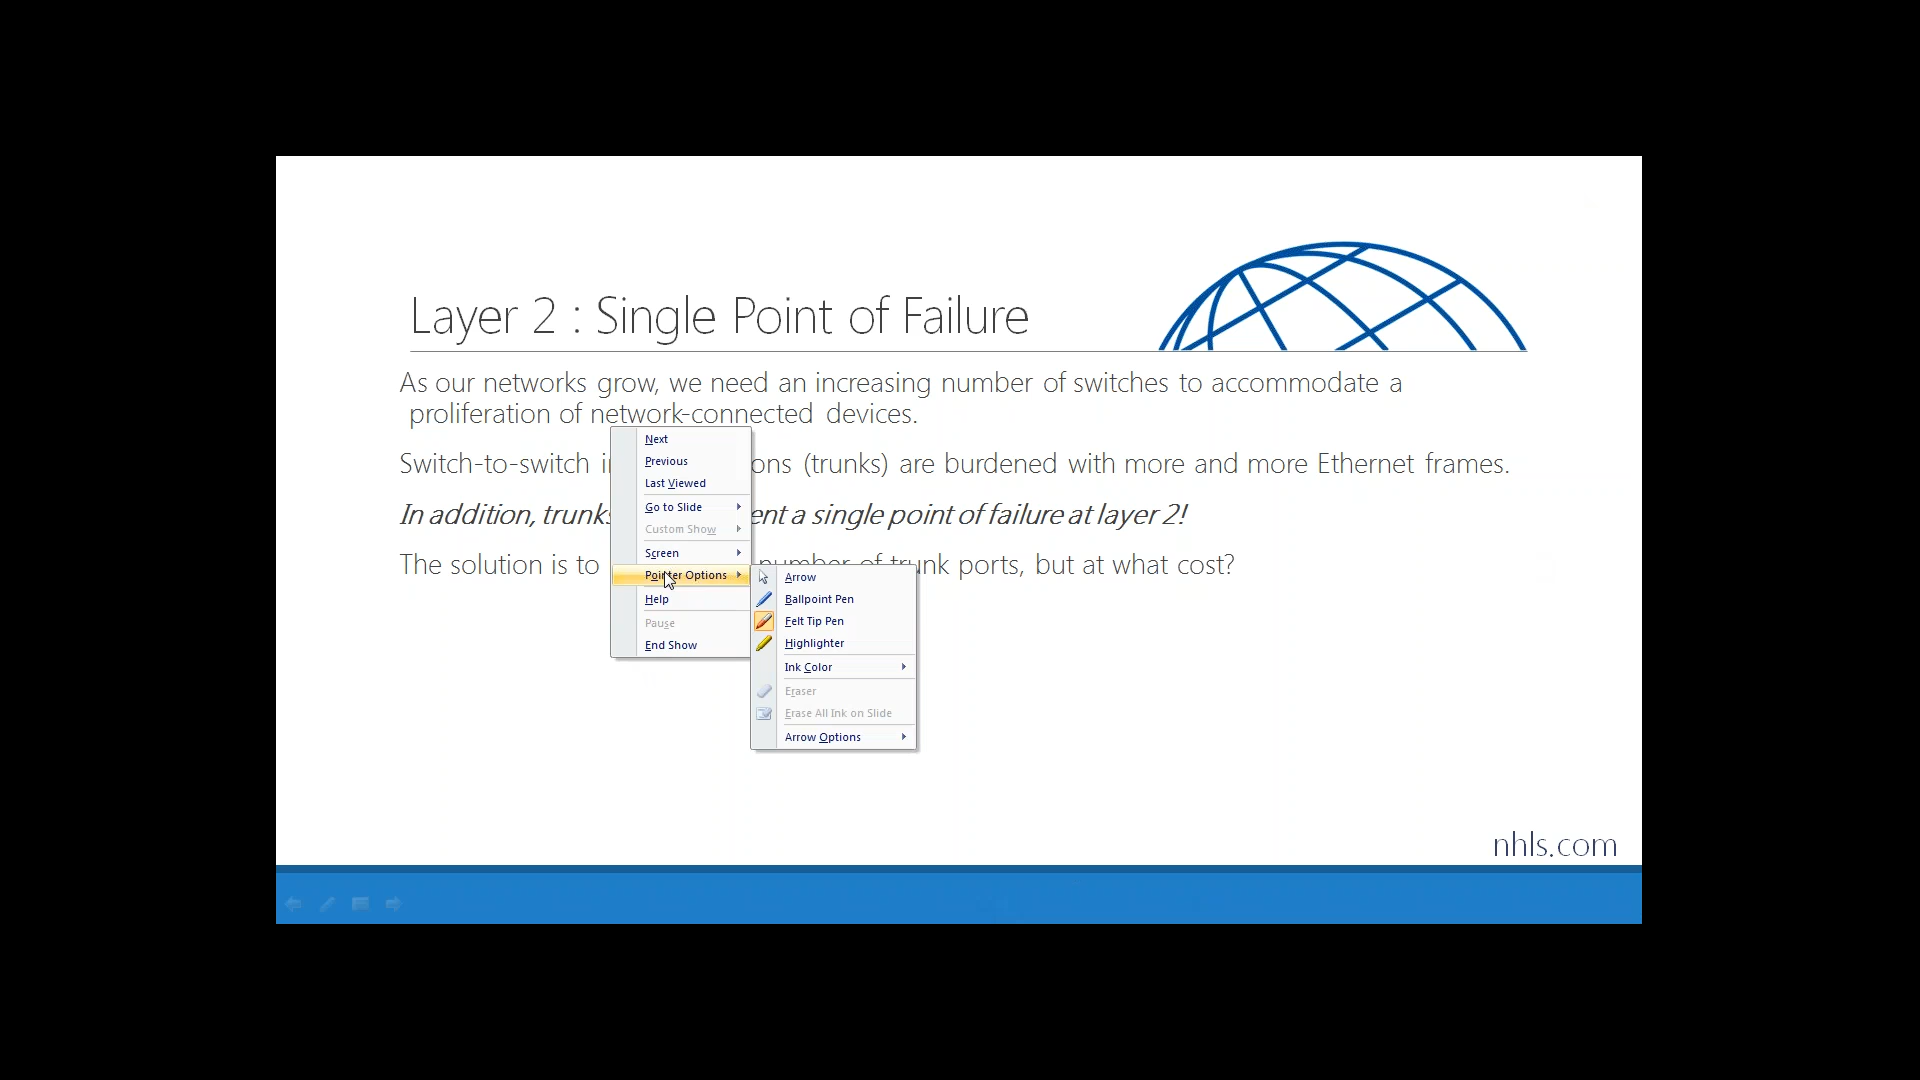 Layer 2 : Single Point of Failure
As our networks grow, we need an increasing number of switches to accommodate a
proliferation of network-connected devices.
Switch-to-switch (trunks) are burdened with more and more Ethernet frames.
In addition, a single point of failure at layer 2!
The solution is to number of trunk ports, but at what cost?
Next
Previous
Last Viewed
Go to Slide
Custom Show
Screen
Pointer Options
Help
Pause
End Show
Arrow
Ballpoint Pen
Felt Tip Pen
Highlighter
Ink Color
Eraser
Erase All Ink on Slide
Arrow Options
nhls.com